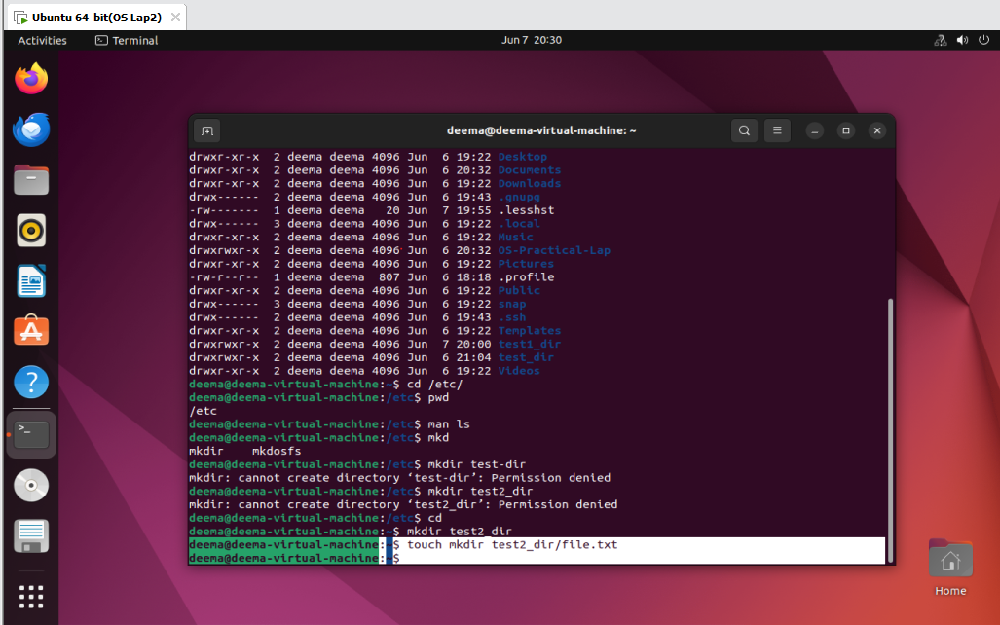 Ubuntu 64-bit(OS Lap2)
Activities Terminal Jun 7 20:30
deema@deema-virtual-machine: ~
drwxr-xr-x 2 deema deema 4096 Jun 6 19:22 Desktop
drwxr-xr-x 2 deema deema 4096 Jun 6 20:32 Documents
drwxr-xr-x 2 deema deema 4096 Jun 6 19:22 Downloads
drwx------ 2 deema deema 4096 Jun 6 19:43 .gnupg
-rw------- 1 deema deema 20 Jun 7 19:55 .lesshst
drwx------ 3 deema deema 4096 Jun 6 19:22 .local
drwxr-xr-x 2 deema deema 4096 Jun 6 19:22 Music
drwxrwxr-x 2 deema deema 4096 Jun 6 20:32 OS-Practical-Lap
drwxr-xr-x 2 deema deema 4096 Jun 6 19:22 Pictures
-rw-r--r-- 1 deema deema 807 Jun 6 18:18 .profile
drwxr-xr-x 2 deema deema 4096 Jun 6 19:22 Public
drwx------ 3 deema deema 4096 Jun 6 19:22 snap
drwx------ 2 deema deema 4096 Jun 6 19:43 .ssh
drwxr-xr-x 2 deema deema 4096 Jun 6 19:22 Templates
drwxrwxr-x 2 deema deema 4096 Jun 7 20:00 test1_dir
drwxrwxr-x 2 deema deema 4096 Jun 6 21:04 test_dir
drwxr-xr-x 2 deema deema 4096 Jun 6 19:22 Videos
deema@deema-virtual-machine:~$ cd /etc/
deema@deema-virtual-machine:/etc$ pwd
/etc
deema@deema-virtual-machine:/etc$ man ls
deema@deema-virtual-machine:/etc$ mkd
mkdir mkdosfs
deema@deema-virtual-machine:/etc$ mkdir test-dir
mkdir: cannot create directory ‘test-dir’: Permission denied
deema@deema-virtual-machine:/etc$ mkdir test2_dir
mkdir: cannot create directory ‘test2_dir’: Permission denied
deema@deema-virtual-machine:/etc$ cd
deema@deema-virtual-machine:~$ mkdir test2_dir
deema@deema-virtual-machine:~$ touch mkdir test2_dir/file.txt
deema@deema-virtual-machine:~$
Home